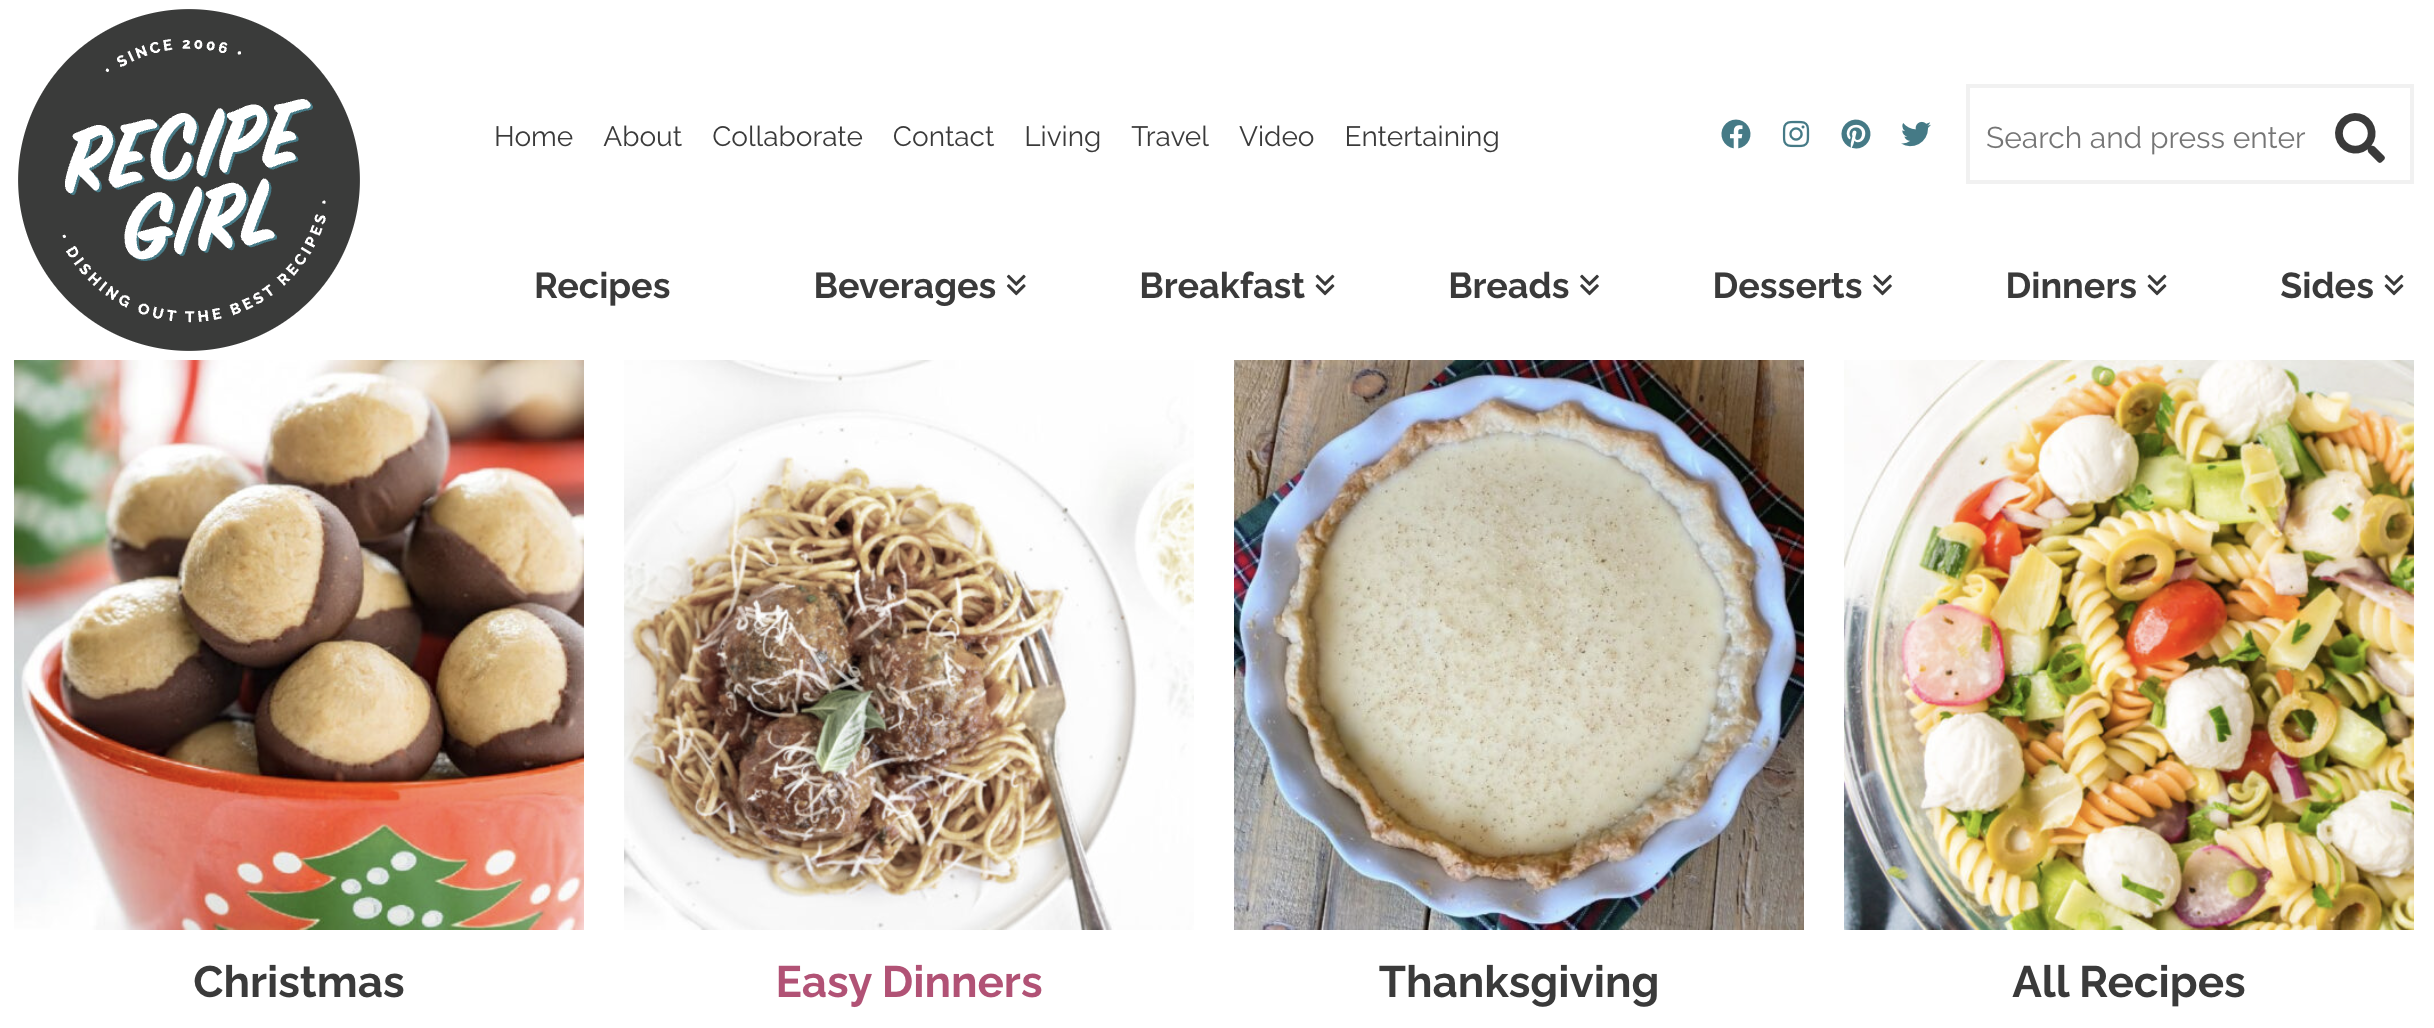 · SINCE 2006 ·
RECIPE
GIRL
· DISHING OUT THE BEST RECIPES ·
Home About Collaborate Contact Living Travel Video Entertaining
Search and press enter
Recipes Beverages Breakfast Breads Desserts Dinners Sides
Christmas
Easy Dinners
Thanksgiving
All Recipes